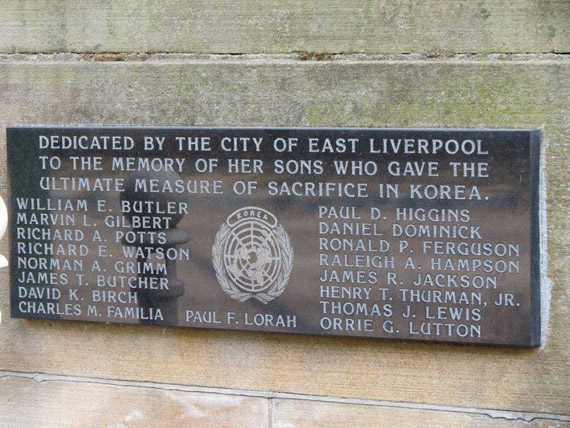 DEDICATED BY THE CITY OF EAST LIVERPOOL
TO THE MEMORY OF HER SONS WHO GAVE THE
ULTIMATE MEASURE OF SACRIFICE IN KOREA.
WILLIAM E. BUTLER
MARVIN L. GILBERT
RICHARD A. POTTS
RICHARD E. WATSON
NORMAN A. GRIMM
JAMES T. BUTCHER
DAVID K. BIRCH
CHARLES M. FAMILIA
KOREA
PAUL F. LORAH
PAUL D. HIGGINS
DANIEL DOMINICK
RONALD P. FERGUSON
RALEIGH A. HAMPSON
JAMES R. JACKSON
HENRY T. THURMAN, JR.
THOMAS J. LEWIS
ORRIE G. LUTTON